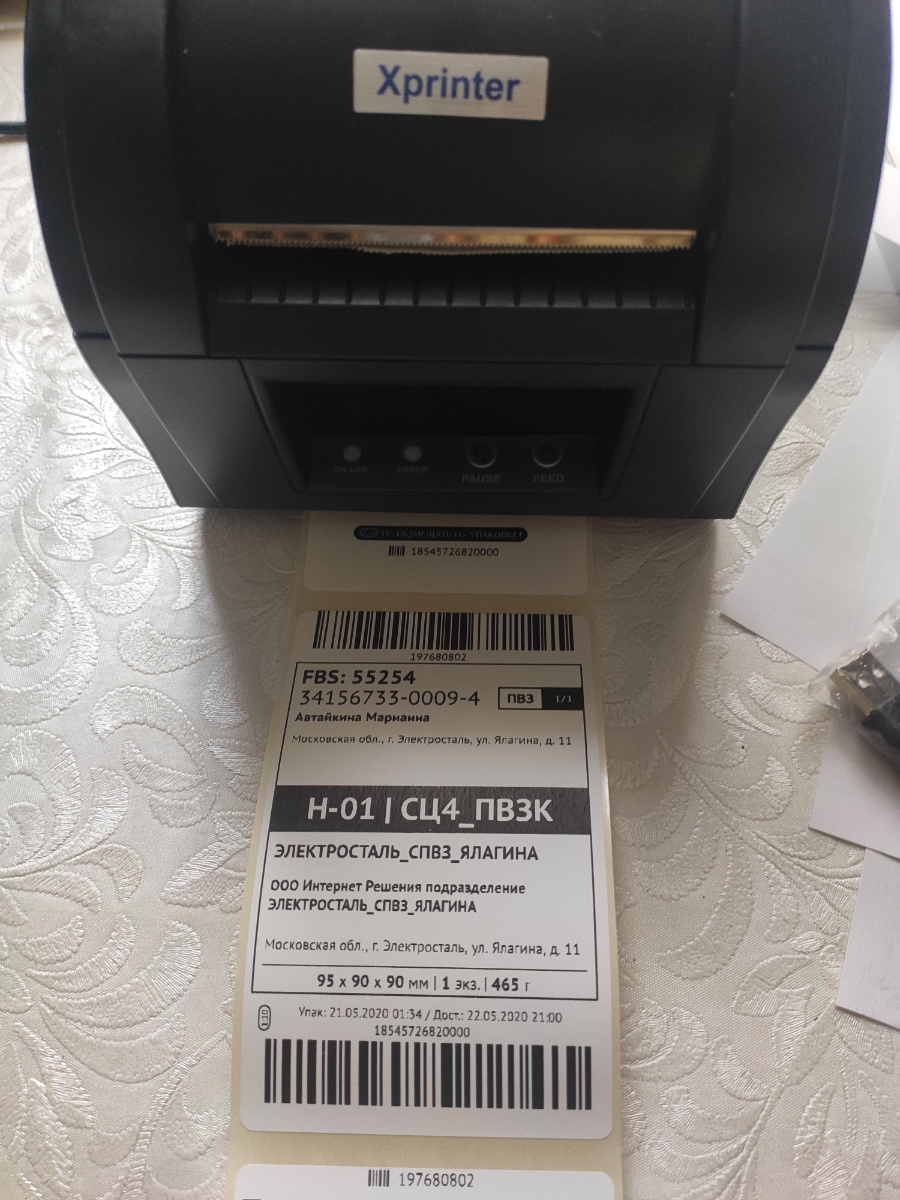 Xprinter
ON LINE
ERROR
PAUSE
FEED
НЕ РАЗМЕЩАТЬ НА УПАКОВКЕ!
18545726820000
197680802
FBS: 55254
34156733-0009-4
ПВЗ 1/1
Автайкина Марианна
Московская обл., г. Электросталь, ул. Ялагина, д. 11
Н-01 | СЦ4_ПВЗК
ЭЛЕКТРОСТАЛЬ_СПВЗ_ЯЛАГИНА
ООО Интернет Решения подразделение
ЭЛЕКТРОСТАЛЬ_СПВЗ_ЯЛАГИНА
Московская обл., г. Электросталь, ул. Ялагина, д. 11
95 x 90 x 90 мм | 1 экз. | 465 г
Упак: 21.05.2020 01:34 / Дост.: 22.05.2020 21:00
18545726820000
197680802